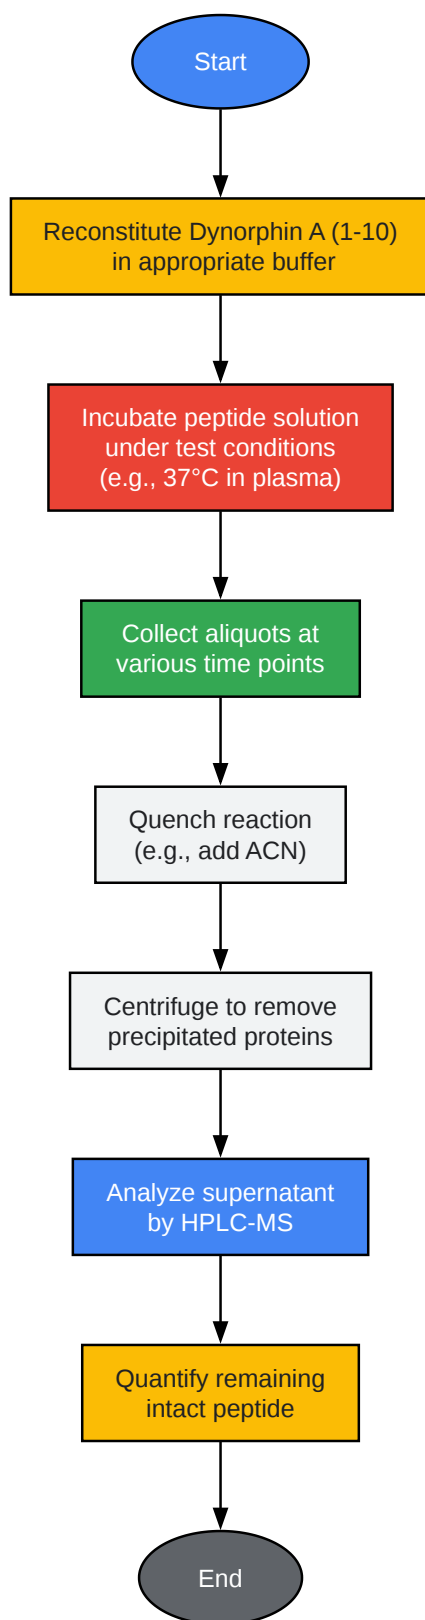 Start
Reconstitute Dynorphin A (1-10)
in appropriate buffer
Incubate peptide solution
under test conditions
(e.g., 37°C in plasma)
Collect aliquots at
various time points
Quench reaction
(e.g., add ACN)
Centrifuge to remove
precipitated proteins
Analyze supernatant
by HPLC-MS
Quantify remaining
intact peptide
End